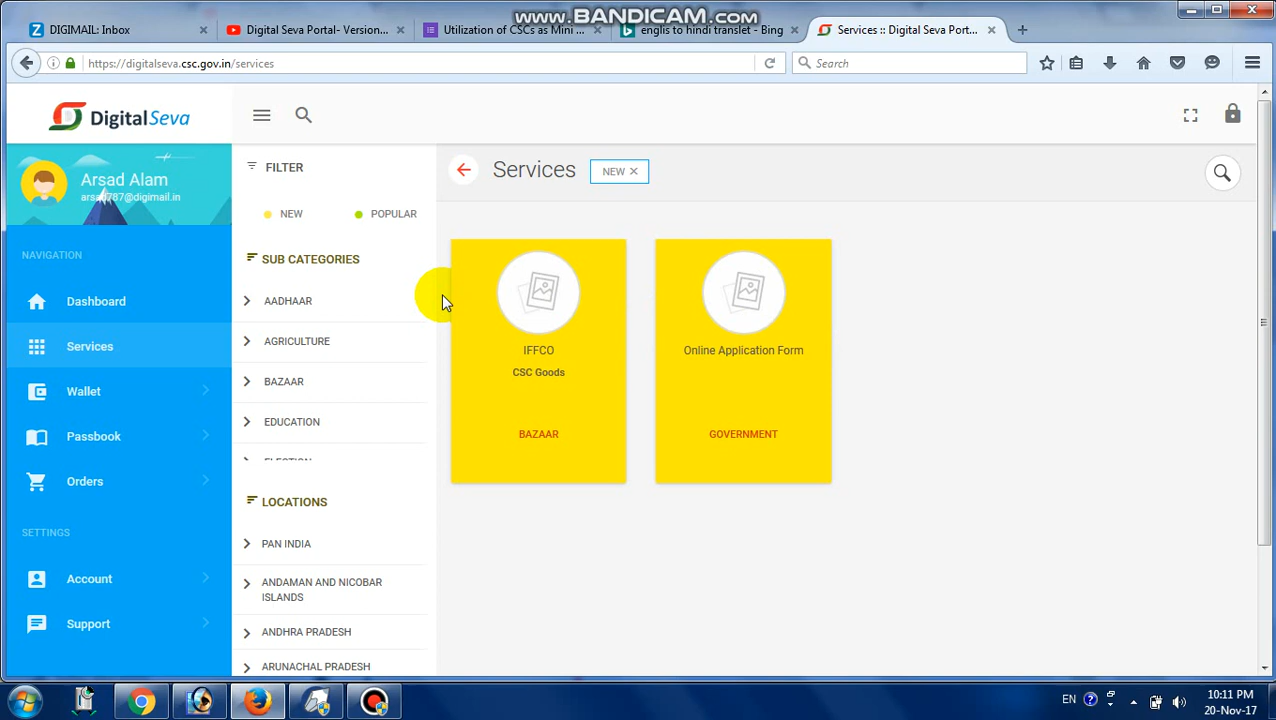 www.BANDICAM.com
DIGIMAIL: Inbox
Digital Seva Portal- Version...
Utilization of CSCs as Mini ...
englis to hindi translet - Bing
Services :: Digital Seva Port...
https://digitalseva.csc.gov.in/services
Search
DigitalSeva
Arsad Alam
FILTER
Services
NEW
NEW
POPULAR
NAVIGATION
SUB CATEGORIES
Dashboard
AADHAAR
Services
AGRICULTURE
IFFCO
Online Application Form
CSC Goods
Wallet
BAZAAR
Passbook
EDUCATION
BAZAAR
GOVERNMENT
Orders
LOCATIONS
SETTINGS
PAN INDIA
Account
ANDAMAN AND NICOBAR
ISLANDS
Support
ANDHRA PRADESH
ARUNACHAL PRADESH
EN
10:11 PM
20-Nov-17